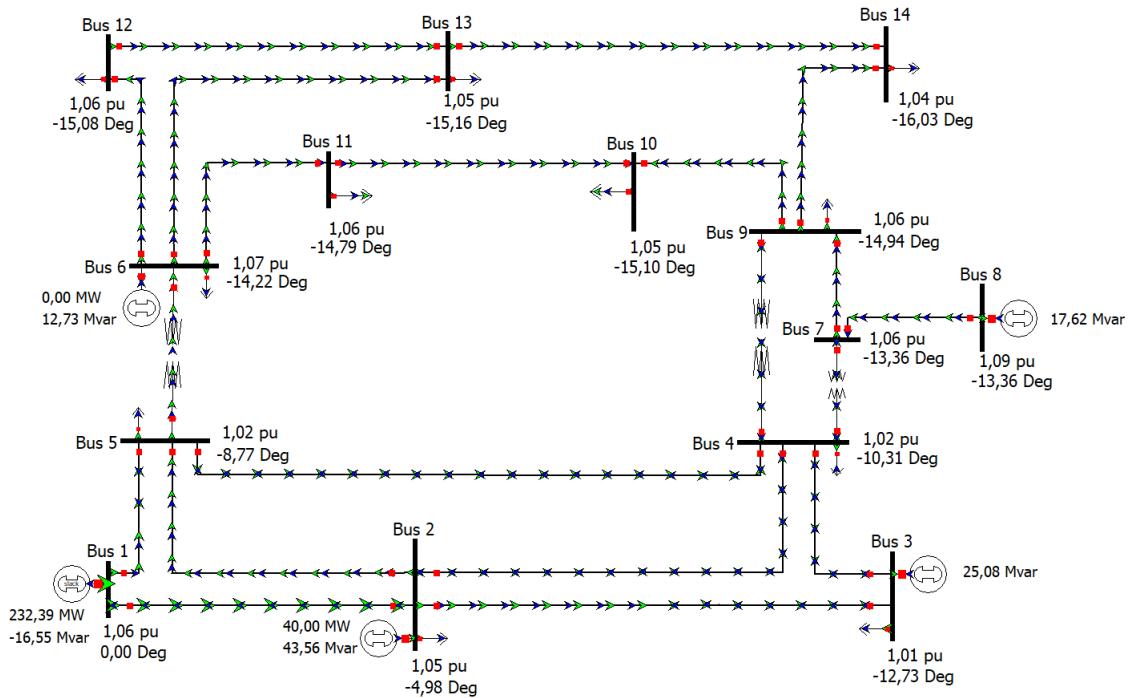 Bus 12
Bus 13
Bus 14
1,06 pu
-15,08 Deg
1,05 pu
-15,16 Deg
1,04 pu
-16,03 Deg
Bus 11
Bus 10
1,06 pu
-14,79 Deg
1,05 pu
-15,10 Deg
Bus 9
1,06 pu
-14,94 Deg
Bus 6
1,07 pu
-14,22 Deg
0,00 MW
12,73 Mvar
Bus 8
17,62 Mvar
1,09 pu
-13,36 Deg
Bus 7
1,06 pu
-13,36 Deg
Bus 5
1,02 pu
-8,77 Deg
Bus 4
1,02 pu
-10,31 Deg
Bus 1
slack
232,39 MW
-16,55 Mvar
1,06 pu
0,00 Deg
Bus 2
40,00 MW
43,56 Mvar
1,05 pu
-4,98 Deg
Bus 3
25,08 Mvar
1,01 pu
-12,73 Deg